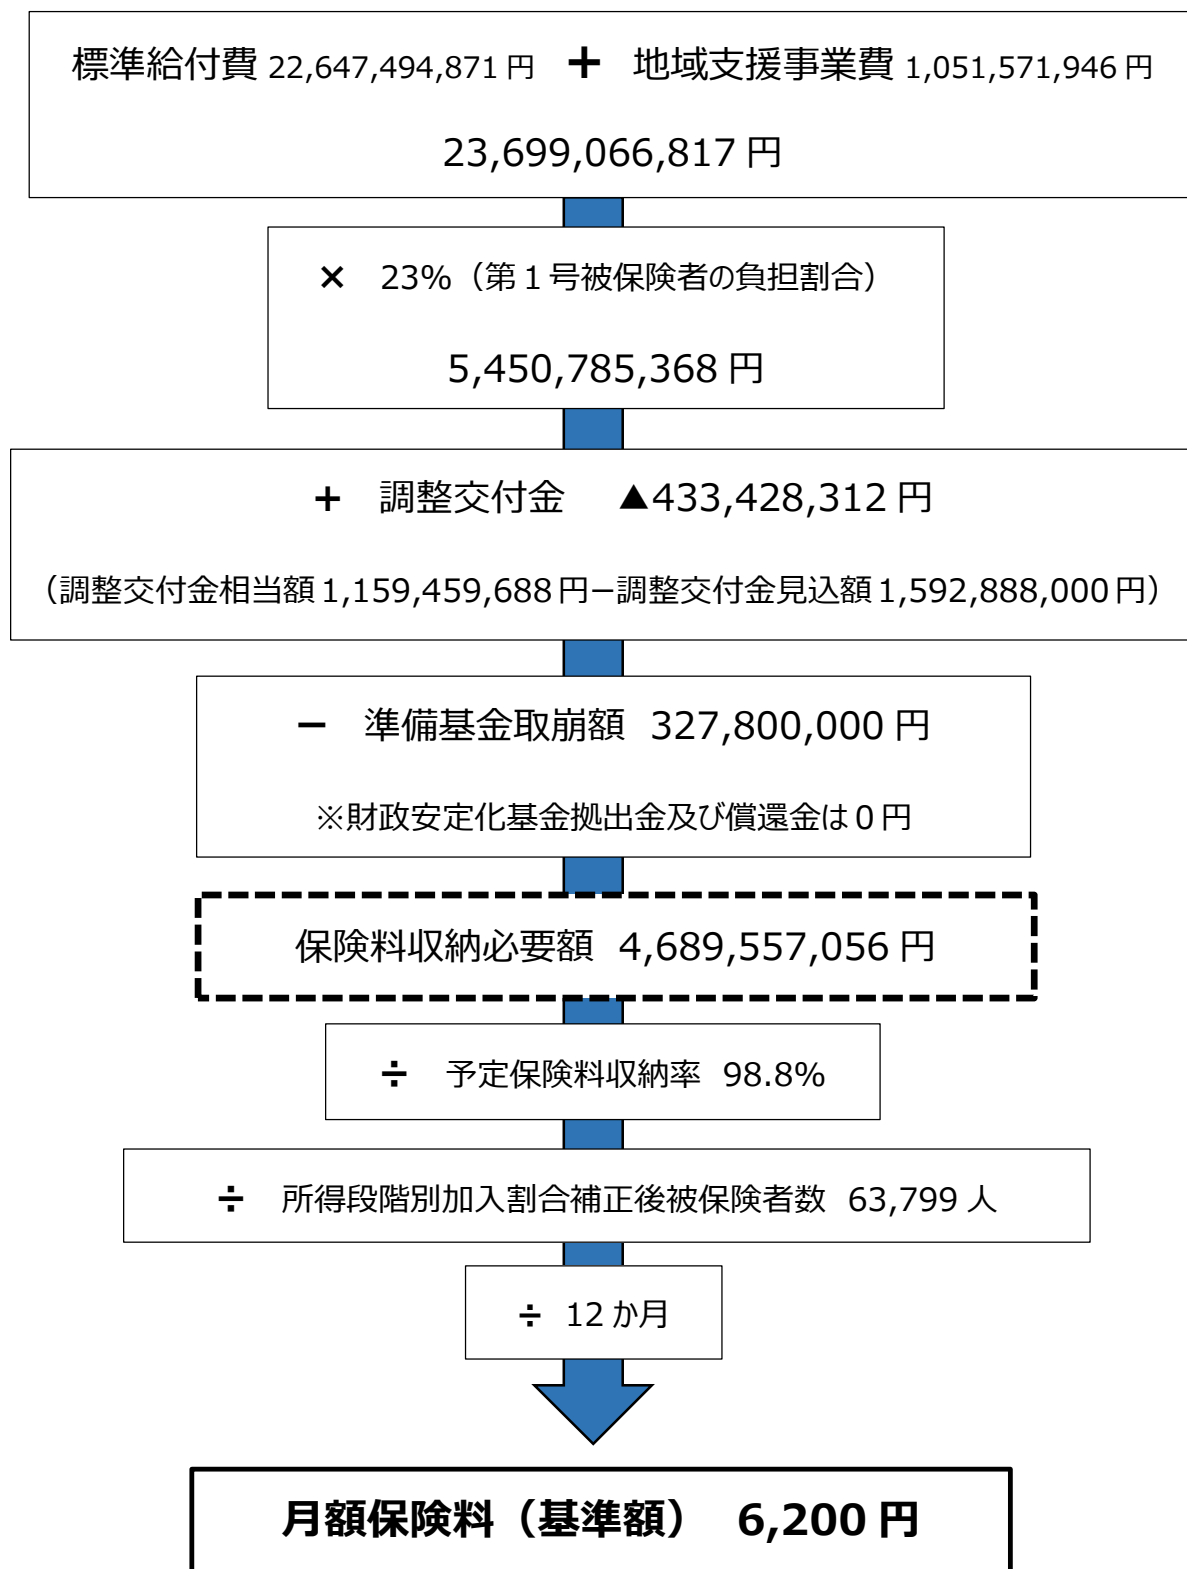 標準給付費 22,647,494,871 円 ＋ 地域支援事業費 1,051,571,946 円
23,699,066,817 円
× 23%（第１号被保険者の負担割合）
5,450,785,368 円
＋ 調整交付金 ▲433,428,312 円
（調整交付金相当額 1,159,459,688 円−調整交付金見込額 1,592,888,000 円）
− 準備基金取崩額 327,800,000 円
※財政安定化基金拠出金及び償還金は０円
保険料収納必要額 4,689,557,056 円
÷ 予定保険料収納率 98.8%
÷ 所得段階別加入割合補正後被保険者数 63,799 人
÷ 12 か月
月額保険料（基準額） 6,200 円